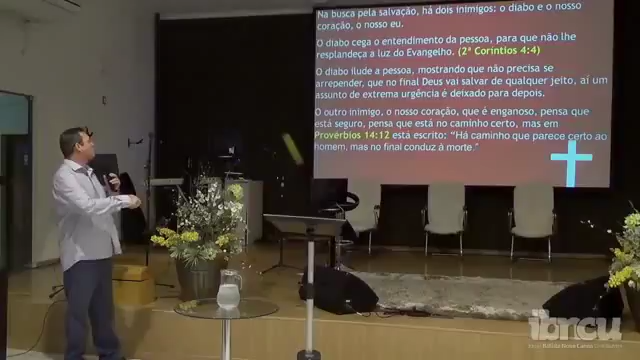 Na busca pela salvação, há dois inimigos: o diabo e o nosso
coração, o nosso eu.
O diabo cega o entendimento da pessoa, para que não lhe
resplandeça a luz do Evangelho. (2ª Coríntios 4:4)
O diabo ilude a pessoa, mostrando que não precisa se
arrepender, que no final Deus vai salvar de qualquer jeito, aí um
assunto de extrema urgência é deixado para depois.
O outro inimigo, o nosso coração, que é enganoso, pensa que
está seguro, pensa que está no caminho certo, mas em
Provérbios 14:12 está escrito: “Há caminho que parece certo ao
homem, mas no final conduz à morte.”
ibncu